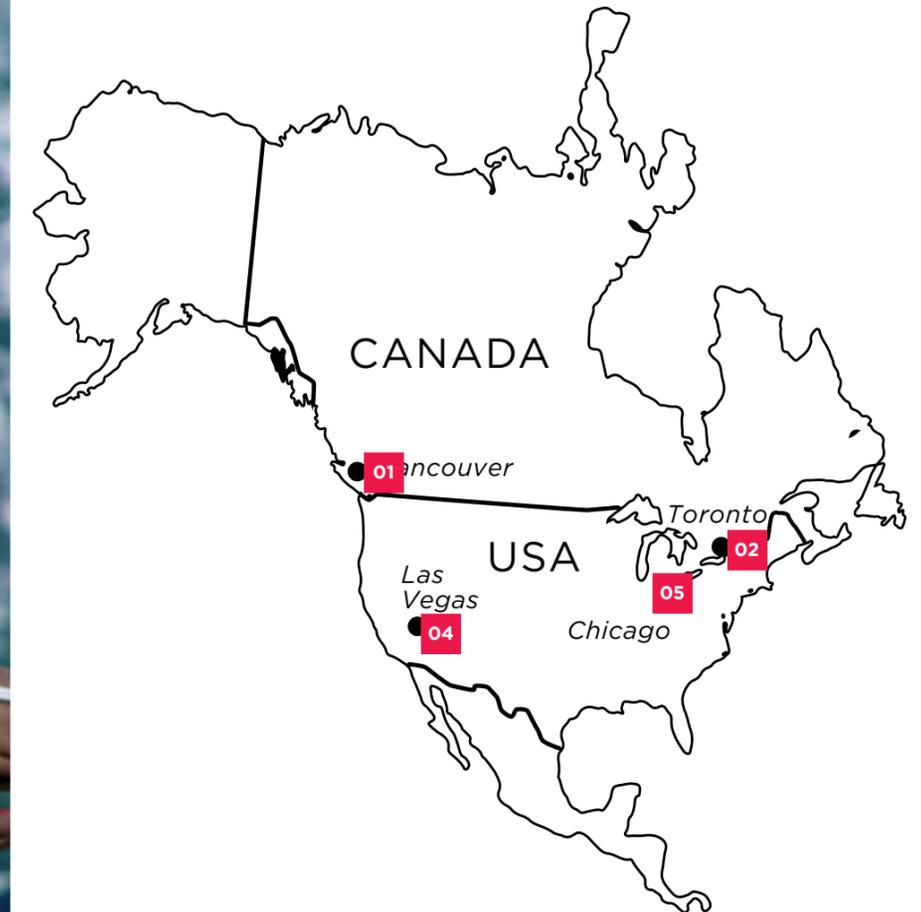 CANADA
01 ancouver
Toronto
02
USA
05
Las
Vegas
04
Chicago